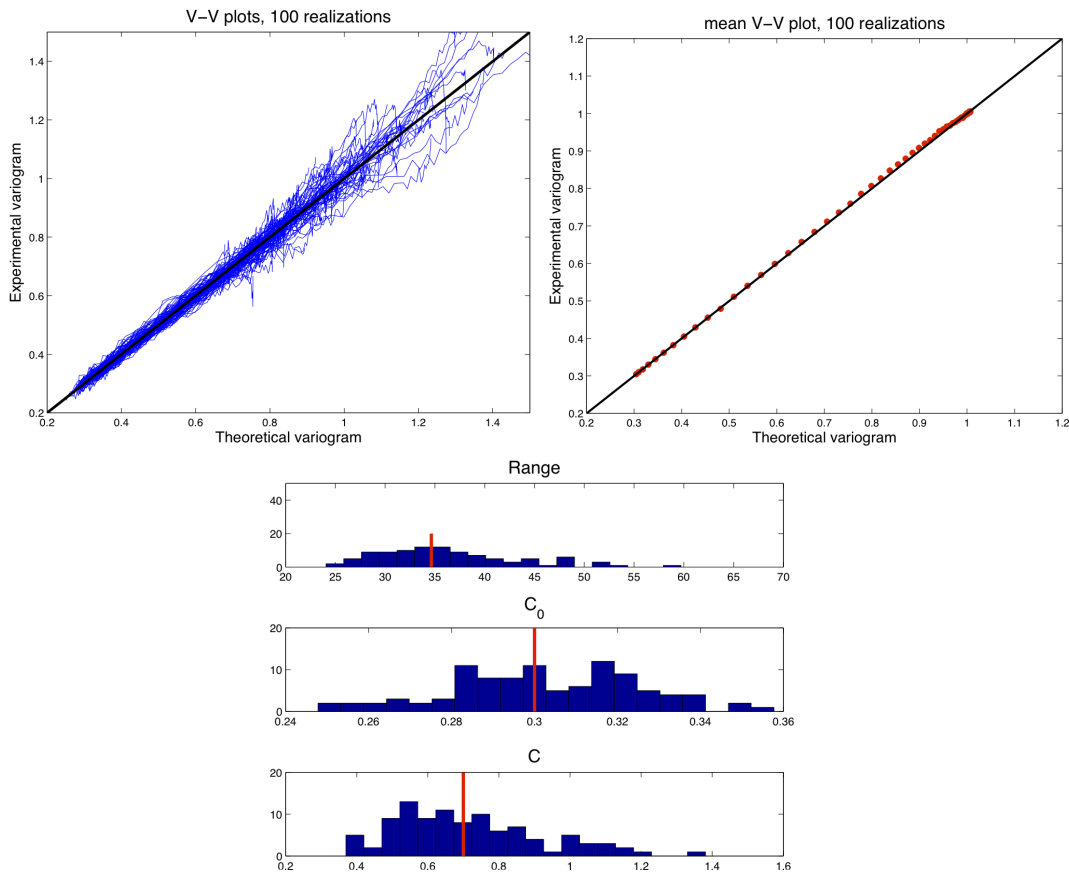 V−V plots, 100 realizations
Experimental variogram
1.4
1.2
1
0.8
0.6
0.4
0.2
0.2 0.4 0.6 0.8 1 1.2 1.4
Theoretical variogram
mean V−V plot, 100 realizations
Experimental variogram
1.2
1.1
1
0.9
0.8
0.7
0.6
0.5
0.4
0.3
0.2
0.2 0.3 0.4 0.5 0.6 0.7 0.8 0.9 1 1.1 1.2
Theoretical variogram
Range
40
20
0
20 25 30 35 40 45 50 55 60 65 70
C0
20
10
0
0.24 0.26 0.28 0.3 0.32 0.34 0.36
C
20
10
0
0.2 0.4 0.6 0.8 1 1.2 1.4 1.6